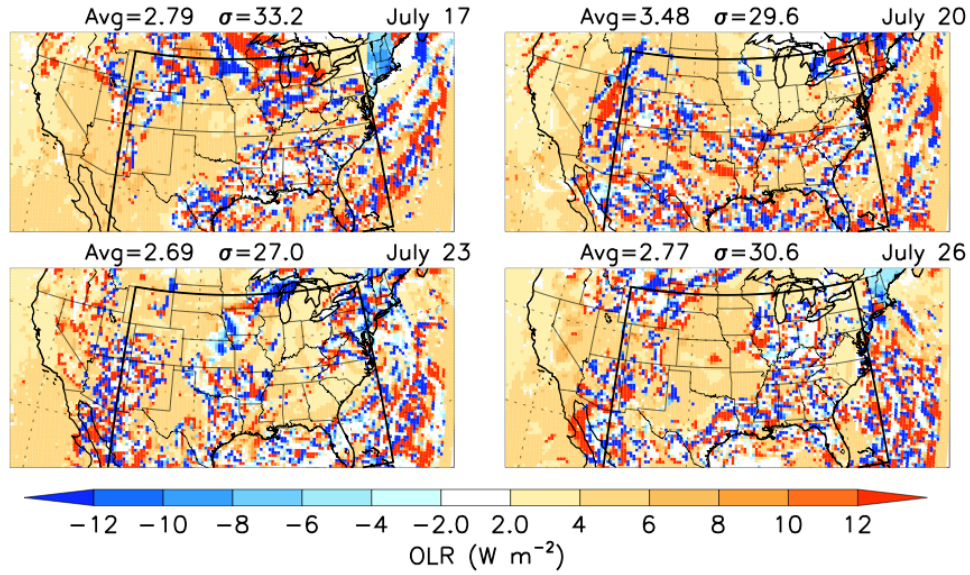 Avg=2.79 σ=33.2 July 17
Avg=3.48 σ=29.6 July 20
Avg=2.69 σ=27.0 July 23
Avg=2.77 σ=30.6 July 26
−12 −10 −8 −6 −4 −2.0 2.0 4 6 8 10 12
OLR (W m⁻²)